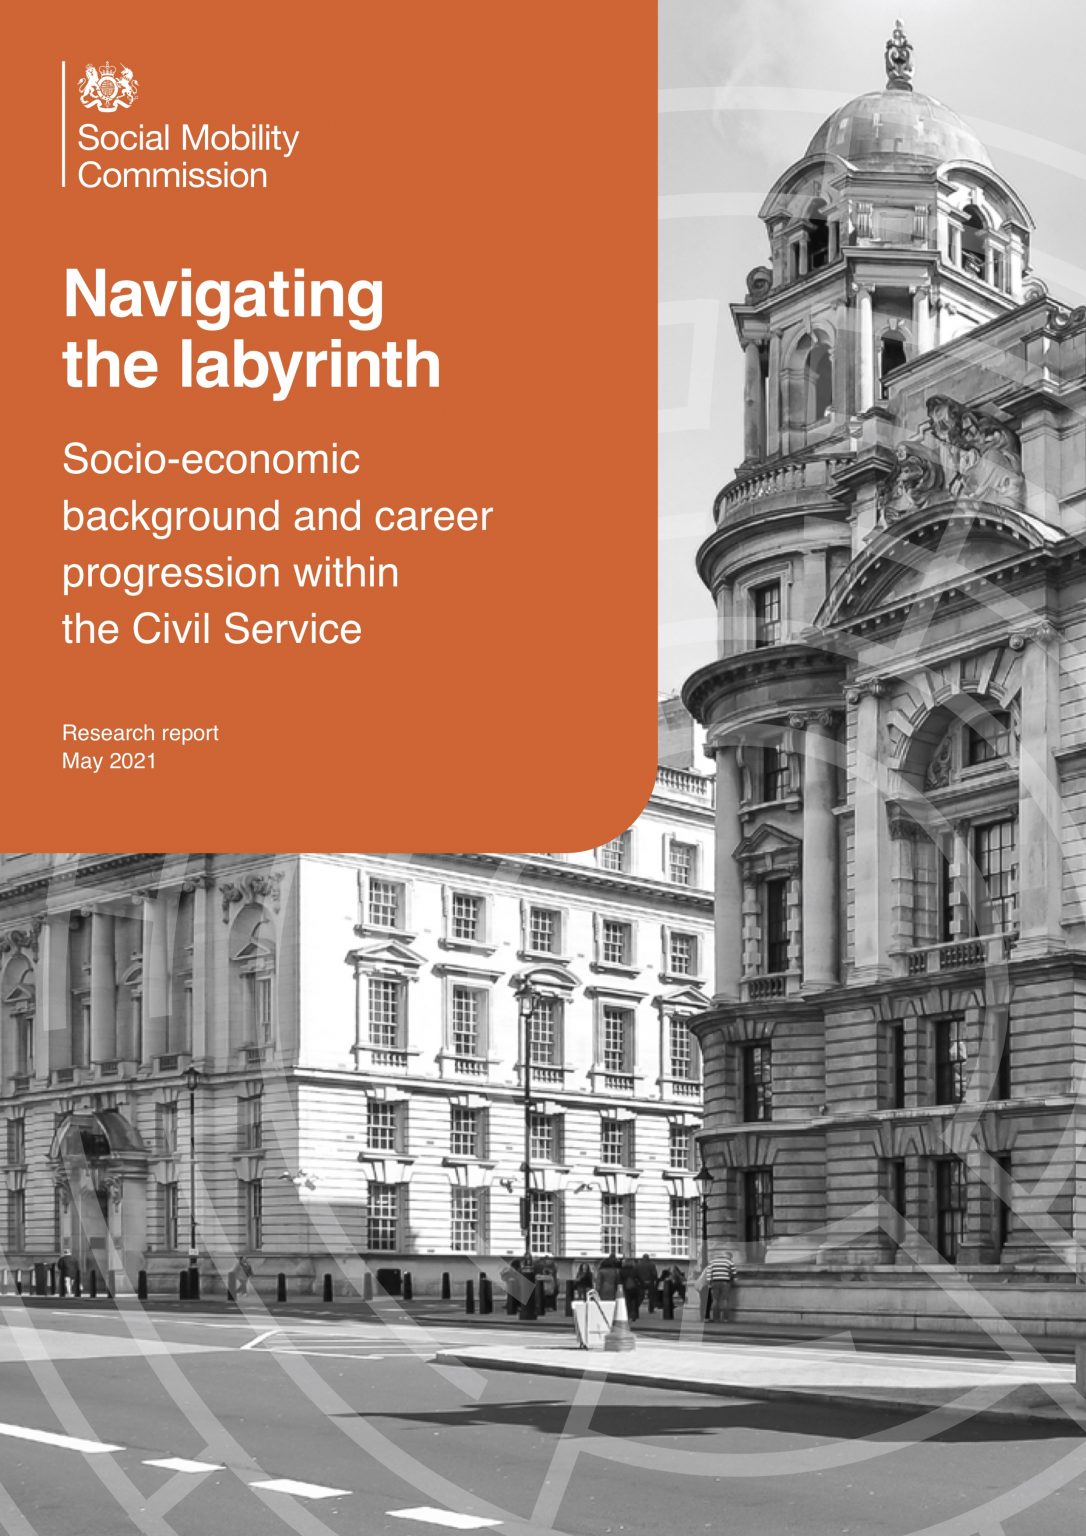 Social Mobility
Commission
Navigating
the labyrinth
Socio-economic
background and career
progression within
the Civil Service
Research report
May 2021